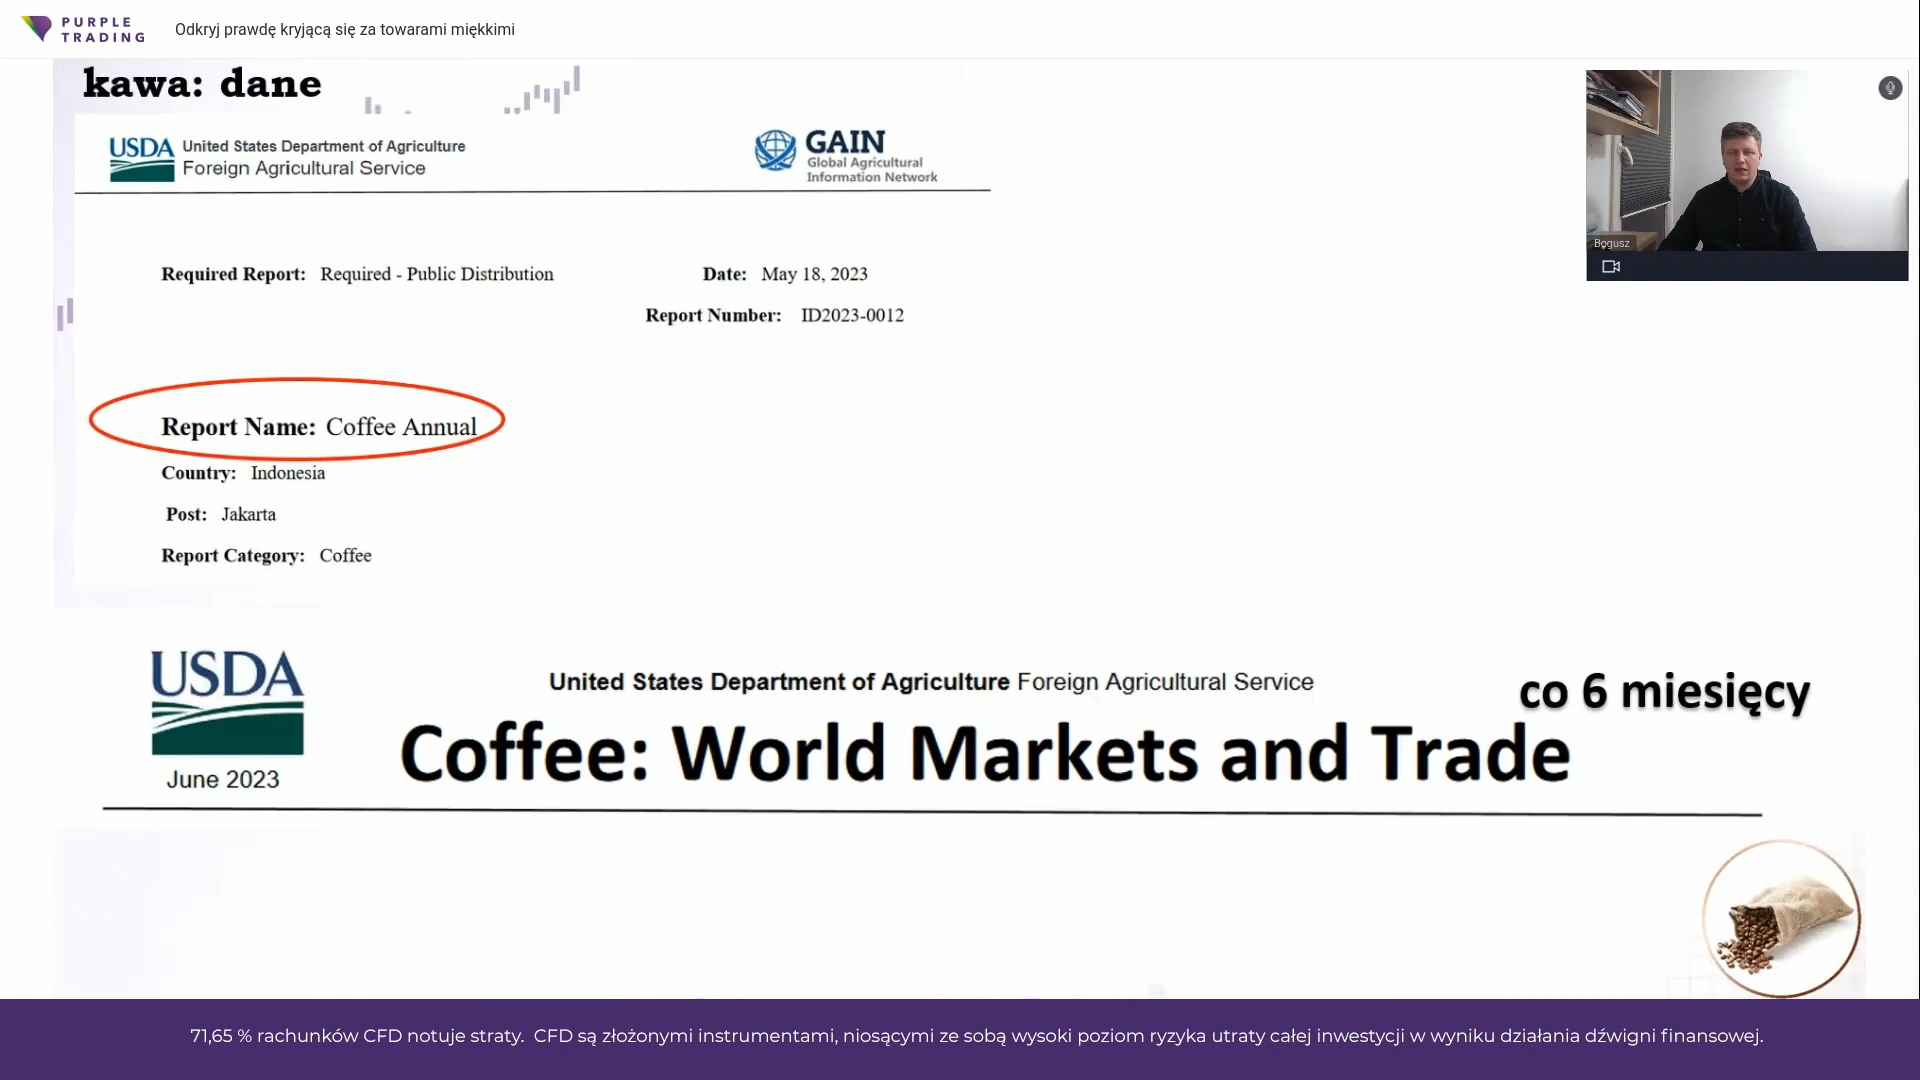 PURPLE
TRADING
Odkryj prawdę kryjącą się za towarami miękkimi
kawa: dane
USDA
United States Department of Agriculture
Foreign Agricultural Service
GAIN
Global Agricultural
Information Network
Required Report: Required - Public Distribution
Date: May 18, 2023
Report Number: ID2023-0012
Report Name: Coffee Annual
Country: Indonesia
Post: Jakarta
Report Category: Coffee
Bogusz
USDA
June 2023
United States Department of Agriculture Foreign Agricultural Service
co 6 miesięcy
Coffee: World Markets and Trade
71,65 % rachunków CFD notuje straty. CFD są złożonymi instrumentami, niosącymi ze sobą wysoki poziom ryzyka utraty całej inwestycji w wyniku działania dźwigni finansowej.